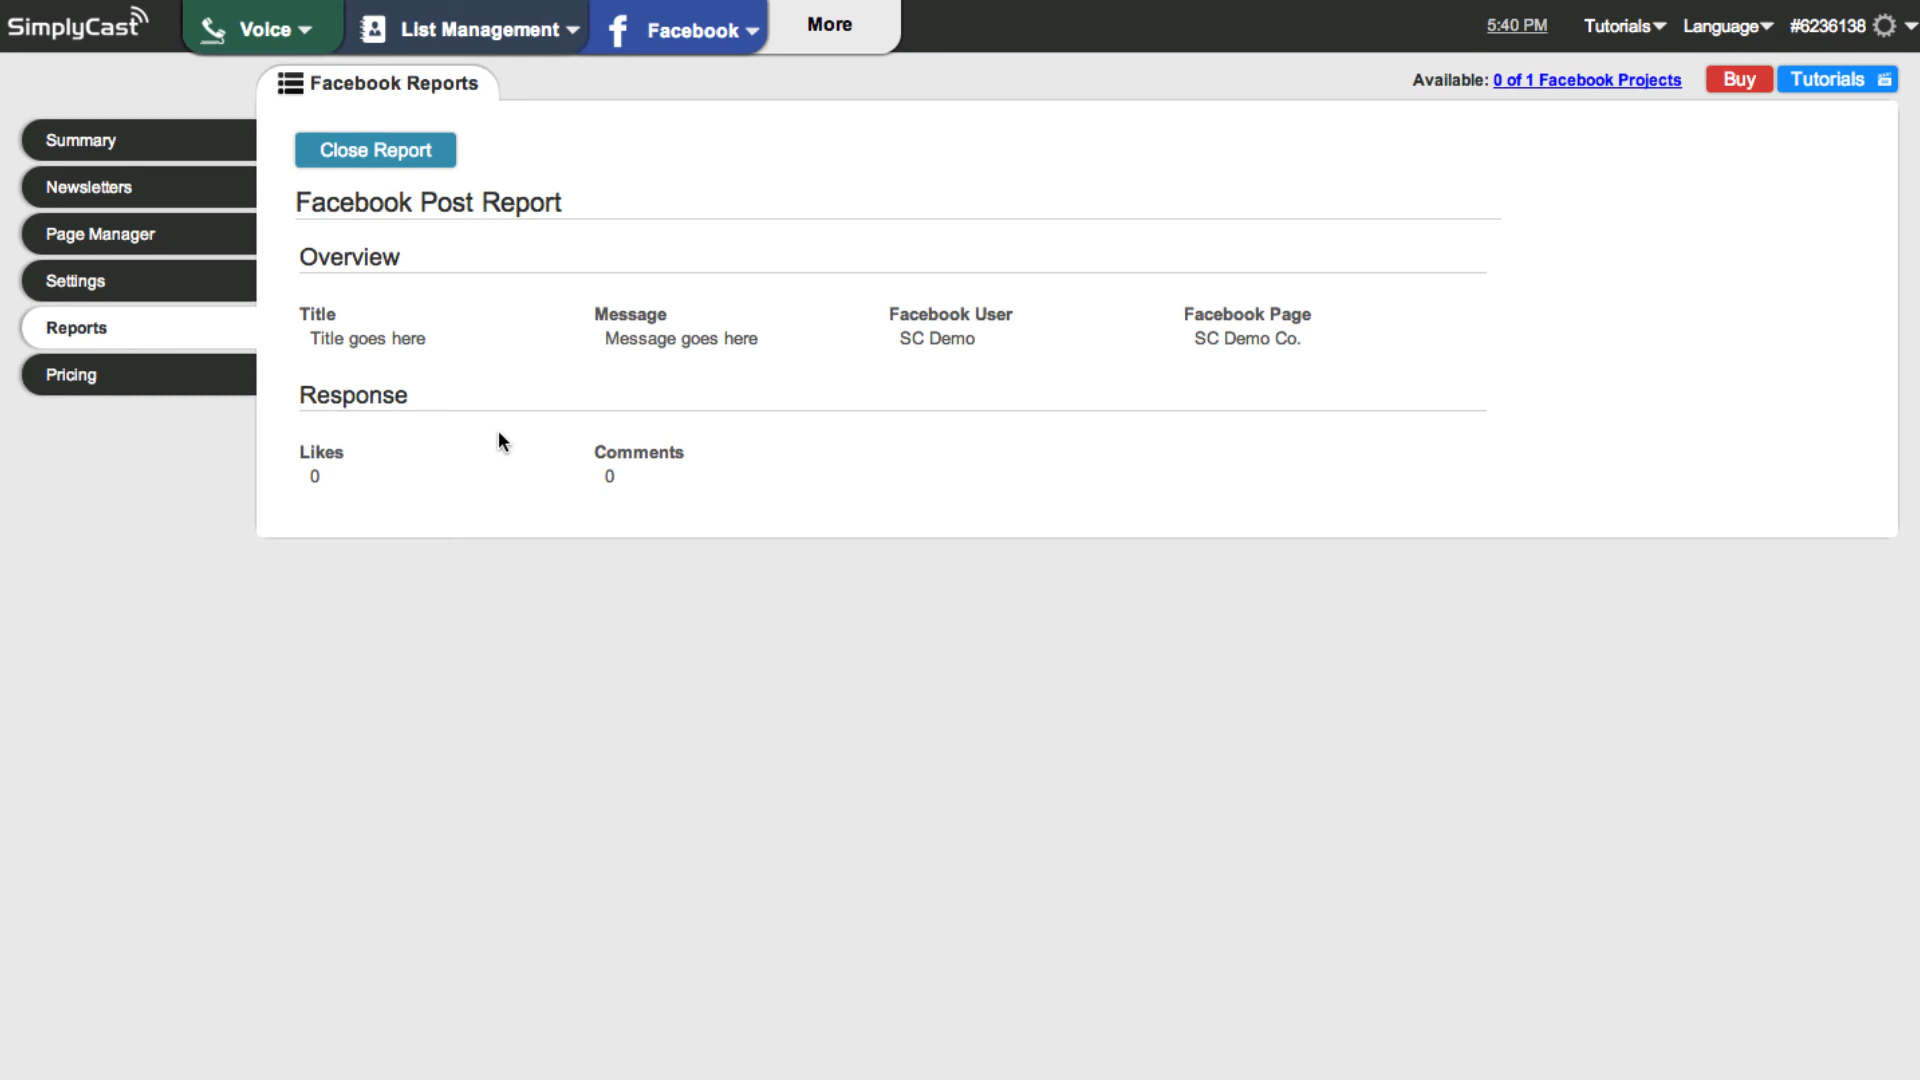 SimplyCast Voice List Management Facebook More 5:40 PM Tutorials Language #6236138
Facebook Reports Available: 0 of 1 Facebook Projects Buy Tutorials
Summary
Newsletters
Page Manager
Settings
Reports
Pricing
Close Report
Facebook Post Report
Overview
Title Message Facebook User Facebook Page
Title goes here Message goes here SC Demo SC Demo Co.
Response
Likes Comments
0 0